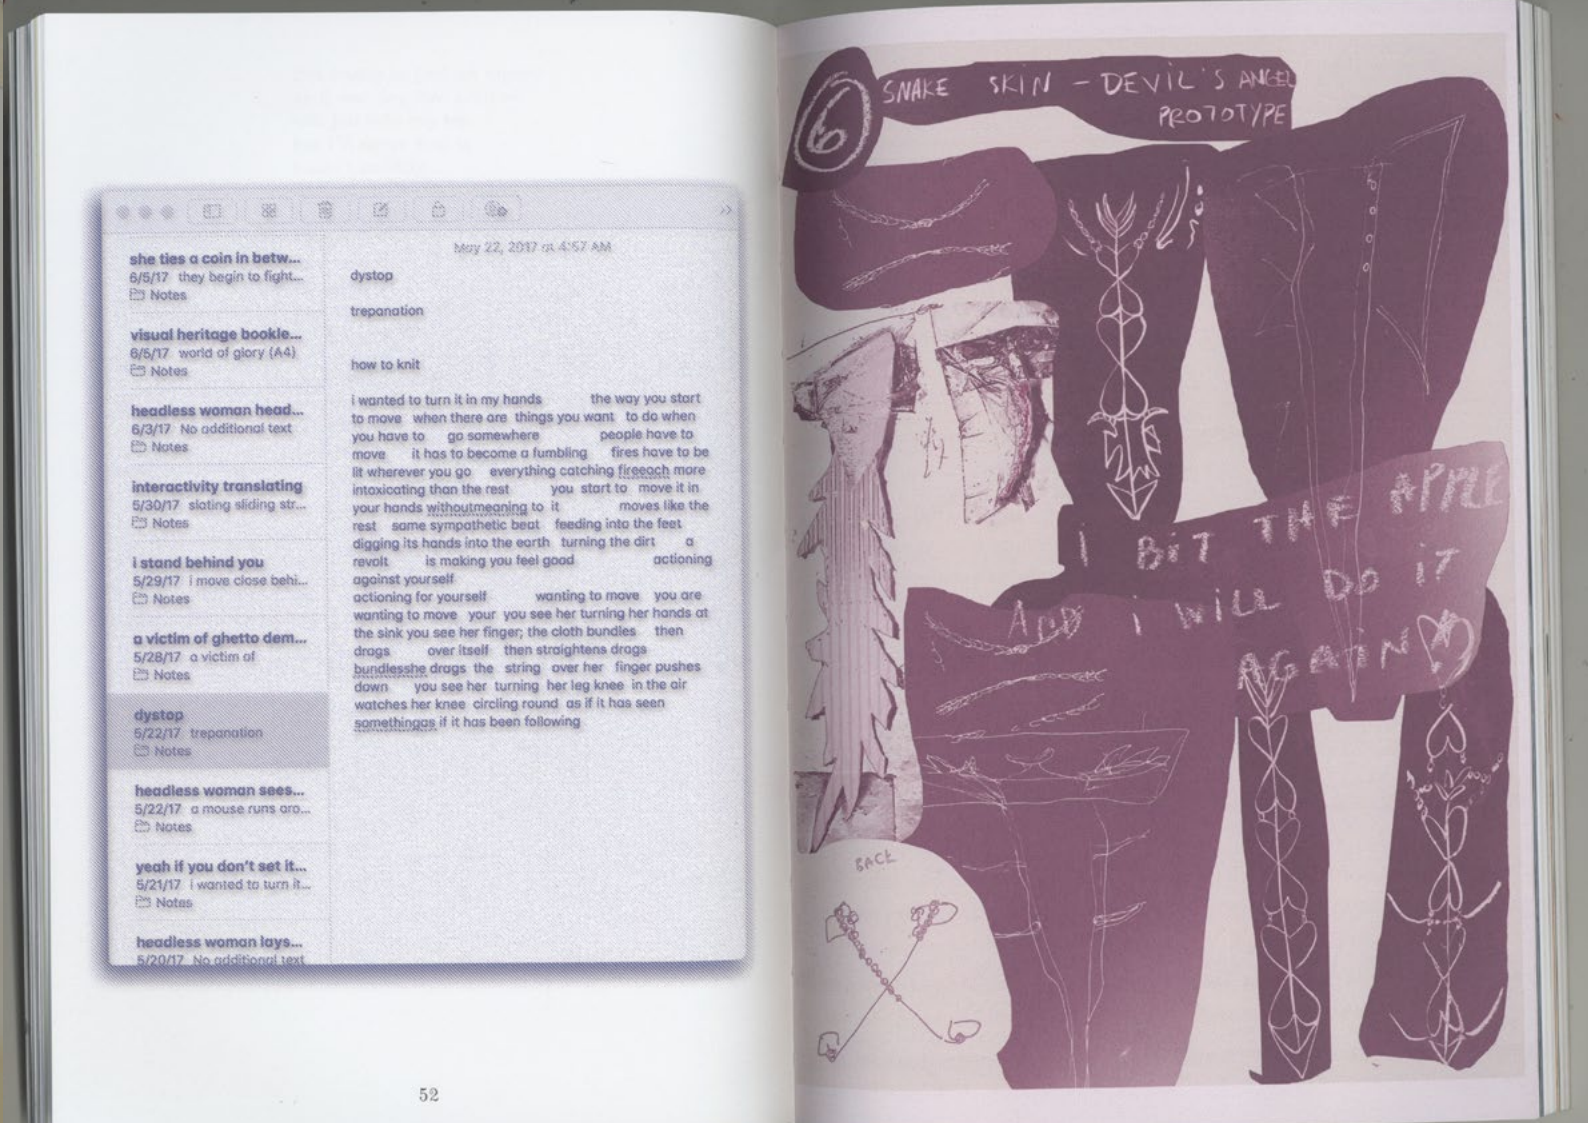 she ties a coin in betw...
6/5/17 they begin to fight...
Notes
visual heritage bookle...
6/5/17 world of glory (A4)
Notes
headless woman head...
6/3/17 No additional text
Notes
interactivity translating
5/30/17 slating sliding str...
Notes
i stand behind you
5/29/17 i move close behi...
Notes
a victim of ghetto dem...
5/28/17 a victim of
Notes
dystop
5/22/17 trepanation
Notes
headless woman sees...
5/22/17 a mouse runs aro...
Notes
yeah if you don't set it...
5/21/17 i wanted to turn it...
Notes
headless woman lays...
5/20/17 No additional text
May 22, 2017 at 4:57 AM
dystop
trepanation
how to knit
i wanted to turn it in my hands the way you start
to move when there are things you want to do when
you have to go somewhere people have to
move it has to become a fumbling fires have to be
lit wherever you go everything catching fireeach more
intoxicating than the rest you start to move it in
your hands withoutmeaning to it moves like the
rest same sympathetic beat feeding into the feet
digging its hands into the earth turning the dirt a
revolt is making you feel good actioning
against yourself
actioning for yourself wanting to move you are
wanting to move your you see her turning her hands at
the sink you see her finger; the cloth bundles then
drags over itself then straightens drags
bundlesshe drags the string over her finger pushes
down you see her turning her leg knee in the air
watches her knee circling round as if it has seen
somethingas if it has been following
52
6 SNAKE SKIN - DEVIL'S ANGEL
PROTOTYPE
I BIT THE APPLE
AND I WILL DO IT
AGAIN
BACK